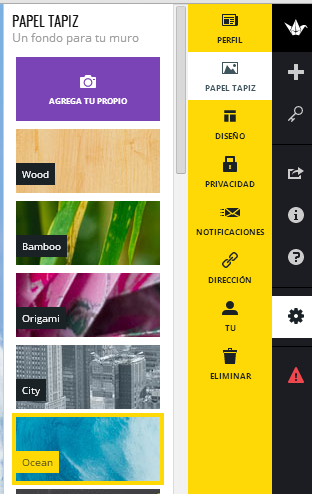 PAPEL TAPIZ
Un fondo para tu muro
AGREGA TU PROPIO
Wood
Bamboo
Origami
City
Ocean
PERFIL
PAPEL TAPIZ
DISEÑO
PRIVACIDAD
NOTIFICACIONES
DIRECCIÓN
TU
ELIMINAR